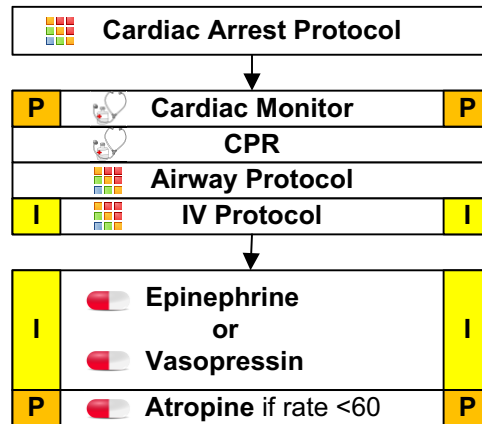 Cardiac Arrest Protocol
P Cardiac Monitor P
CPR
Airway Protocol
I IV Protocol I
Epinephrine
I or I
Vasopressin
P Atropine if rate <60 P